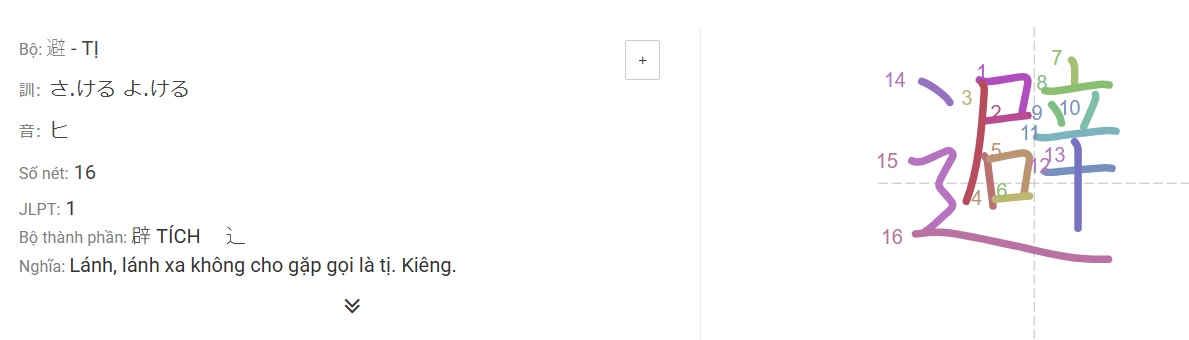 Bộ: 避 - TỊ
+
訓: さ.ける よ.ける
音: ヒ
Số nét: 16
JLPT: 1
Bộ thành phần: 辟 TÍCH ⻌
Nghĩa: Lánh, lánh xa không cho gặp gọi là tị. Kiêng.
避
1
2
3
4
5
6
7
8
9
10
11
12
13
14
15
16